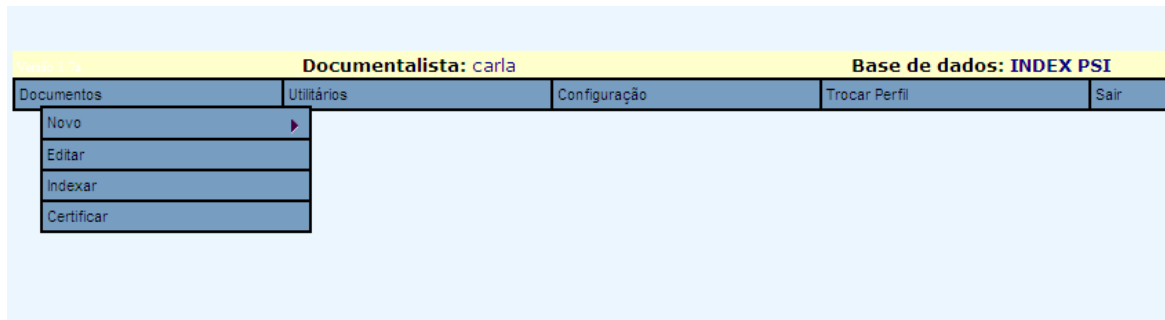 Documentalista: carla Base de dados: INDEX PSI
Documentos Utilitários Configuração Trocar Perfil Sair
Novo
Editar
Indexar
Certificar